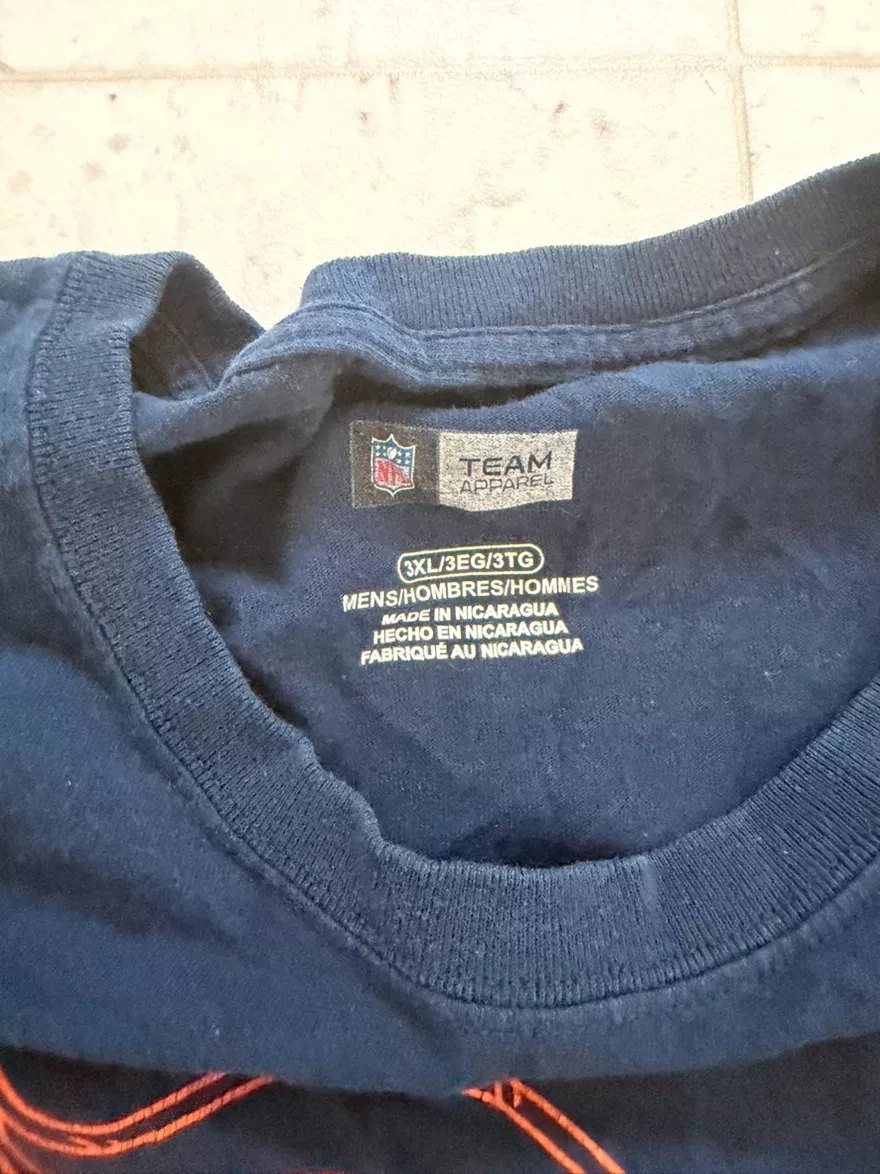 NFL
TEAM
APPAREL
3XL/3EG/3TG
MENS/HOMBRES/HOMMES
MADE IN NICARAGUA
HECHO EN NICARAGUA
FABRIQUÉ AU NICARAGUA